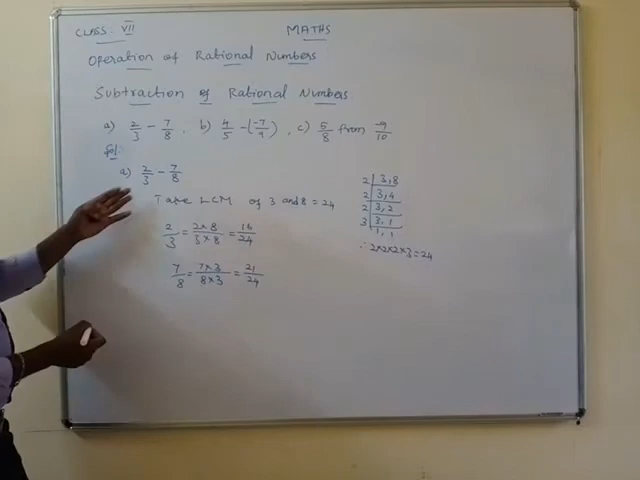 CLASS: VII
MATHS
Operation of Rational Numbers
Subtraction of Rational Numbers
a) 2/3 - 7/8, b) 4/5 - (-7/9), c) 5/8 from -9/10
Sol:
a) 2/3 - 7/8
Take LCM of 3 and 8 = 24
2/3 = 2×8/3×8 = 16/24
7/8 = 7×3/8×3 = 21/24
2 | 3, 8
2 | 3, 4
2 | 3, 2
3 | 3, 1
1, 1
∴ 2×2×2×3=24